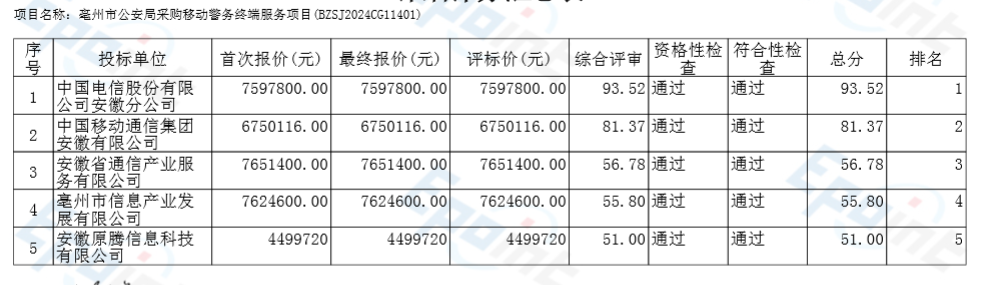 项目名称: 亳州市公安局采购移动警务终端服务项目(BZSJ2024CG11401)
序号 投标单位 首次报价(元) 最终报价(元) 评标价(元) 综合评审 资格性检查 符合性检查 总分 排名
1 中国电信股份有限公司安徽分公司 7597800.00 7597800.00 7597800.00 93.52 通过 通过 93.52 1
2 中国移动通信集团安徽有限公司 6750116.00 6750116.00 6750116.00 81.37 通过 通过 81.37 2
3 安徽省通信产业服务有限公司 7651400.00 7651400.00 7651400.00 56.78 通过 通过 56.78 3
4 亳州市信息产业发展有限公司 7624600.00 7624600.00 7624600.00 55.80 通过 通过 55.80 4
5 安徽原腾信息科技有限公司 4499720 4499720 4499720 51.00 通过 通过 51.00 5
Epoint